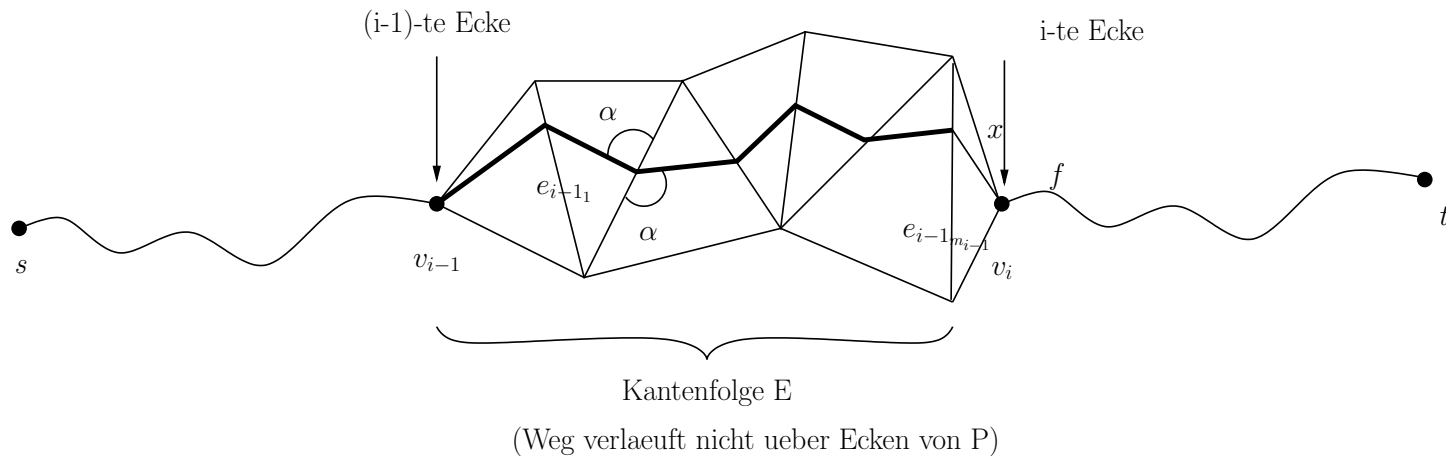 (i-1)-te Ecke
i-te Ecke
α
x
e_{i-1_1}
f
α
e_{i-1_{m_{i-1}}}
s
v_{i-1}
v_i
t
Kantenfolge E
(Weg verlaeuft nicht ueber Ecken von P)